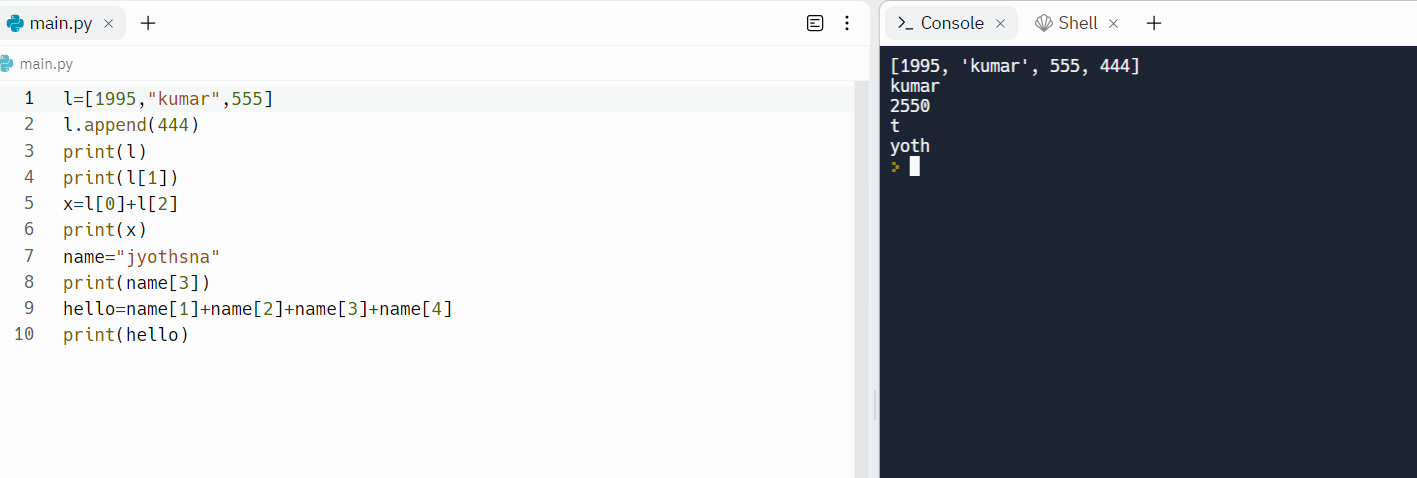 main.py
main.py
1 l=[1995,"kumar",555]
2 l.append(444)
3 print(l)
4 print(l[1])
5 x=l[0]+l[2]
6 print(x)
7 name="jyothsna"
8 print(name[3])
9 hello=name[1]+name[2]+name[3]+name[4]
10 print(hello)
Console Shell
[1995, 'kumar', 555, 444]
kumar
2550
t
yoth
>